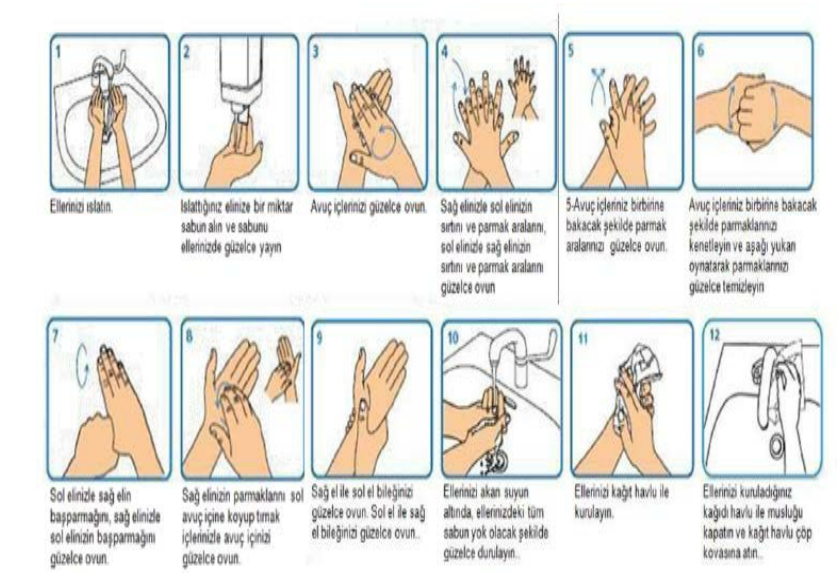 1
Ellerinizi ıslatın.
2
Islattığınız elinize bir miktar
sabun alın ve sabunu
ellerinizde güzelce yayın
3
Avuç içlerinizi güzelce ovun.
4
Sağ elinizle sol elinizin
sırtını ve parmak aralarını,
sol elinizle sağ elinizin
sırtını ve parmak aralarını
güzelce ovun
5
5-Avuç içleriniz birbirine
bakacak şekilde parmak
aralarınızı güzelce ovun.
6
Avuç içleriniz birbirine bakacak
şekilde parmaklarınızı
kenetleyin ve aşağı yukarı
oynatarak parmaklarınızı
güzelce temizleyin
7
Sol elinizle sağ elin
başparmağını, sağ elinizle
sol elinizin başparmağını
güzelce ovun.
8
Sağ elinizin parmaklarını sol
avuç içine koyup tırnak
içlerinizle avuç içinizi
güzelce ovun.
9
Sağ el ile sol el bileğinizi
güzelce ovun. Sol el ile sağ
el bileğinizi güzelce ovun..
10
Ellerinizi akan suyun
altında, ellerinizdeki tüm
sabun yok olacak şekilde
güzelce durulayın..
11
Ellerinizi kağıt havlu ile
kurulayın.
12
Ellerinizi kuruladığınız
kağıdı havlu ile musluğu
kapatın ve kağıt havlu çöp
kovasına atın..